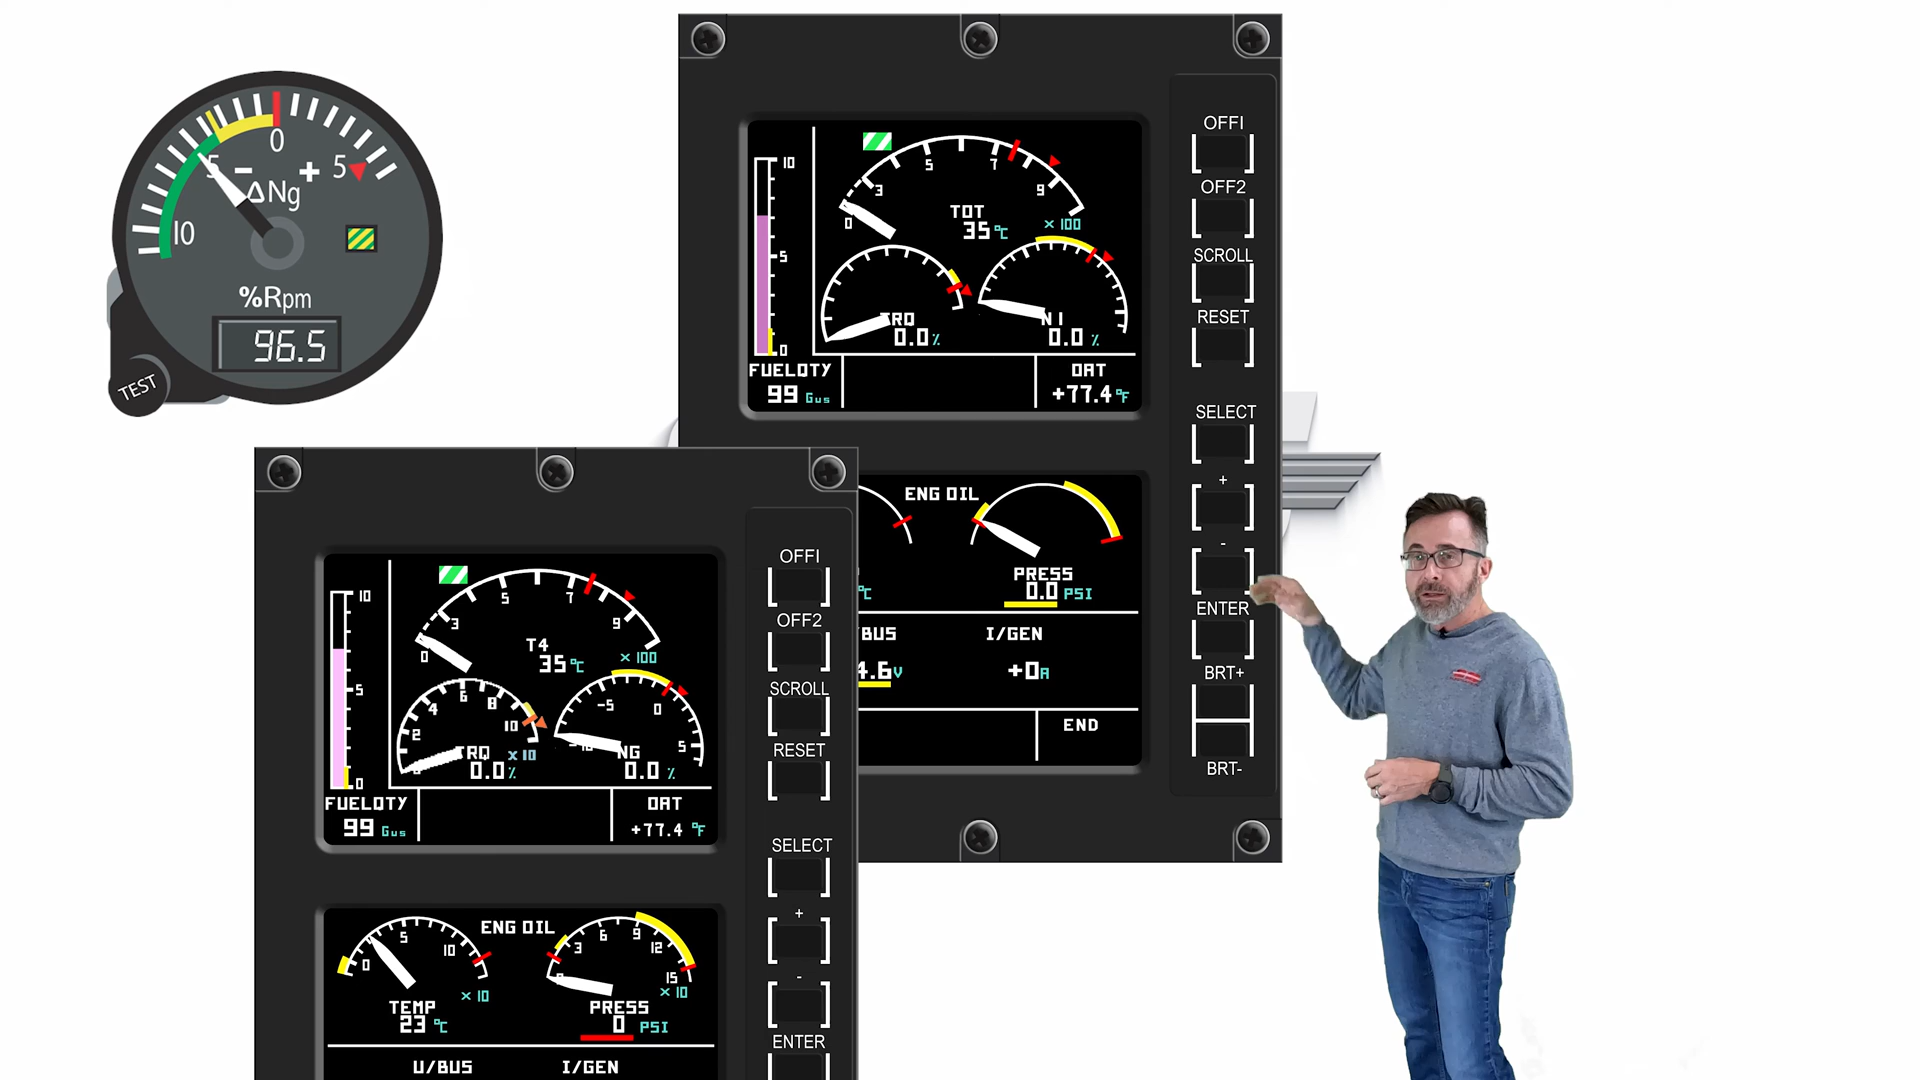 0
5 - + 5
ΔNg
10
%Rpm
96.5
TEST
10
5
0
FUELQTY
99 Gus
0 3 5 7 9
TOT
35 °C
x 100
TRQ
0.0 %
N1
0.0 %
OAT
+77.4 °F
OFF1
OFF2
SCROLL
RESET
SELECT
+
-
ENTER
BRT+
BRT-
ENG OIL
°C
PRESS
0.0 PSI
/BUS
I/GEN
4.6V
+0A
END
10
5
0
FUELQTY
99 Gus
0 3 5 7 9
T4
35 °C
x 100
2 4 6 8 10
TRQ
x 10
0.0 %
-10 -5 0 5
NG
0.0 %
OAT
+77.4 °F
OFF1
OFF2
SCROLL
RESET
SELECT
+
-
ENTER
ENG OIL
0 5 10
x 10
TEMP
23 °C
0 3 6 9 12 15
x 10
PRESS
0 PSI
U/BUS
I/GEN